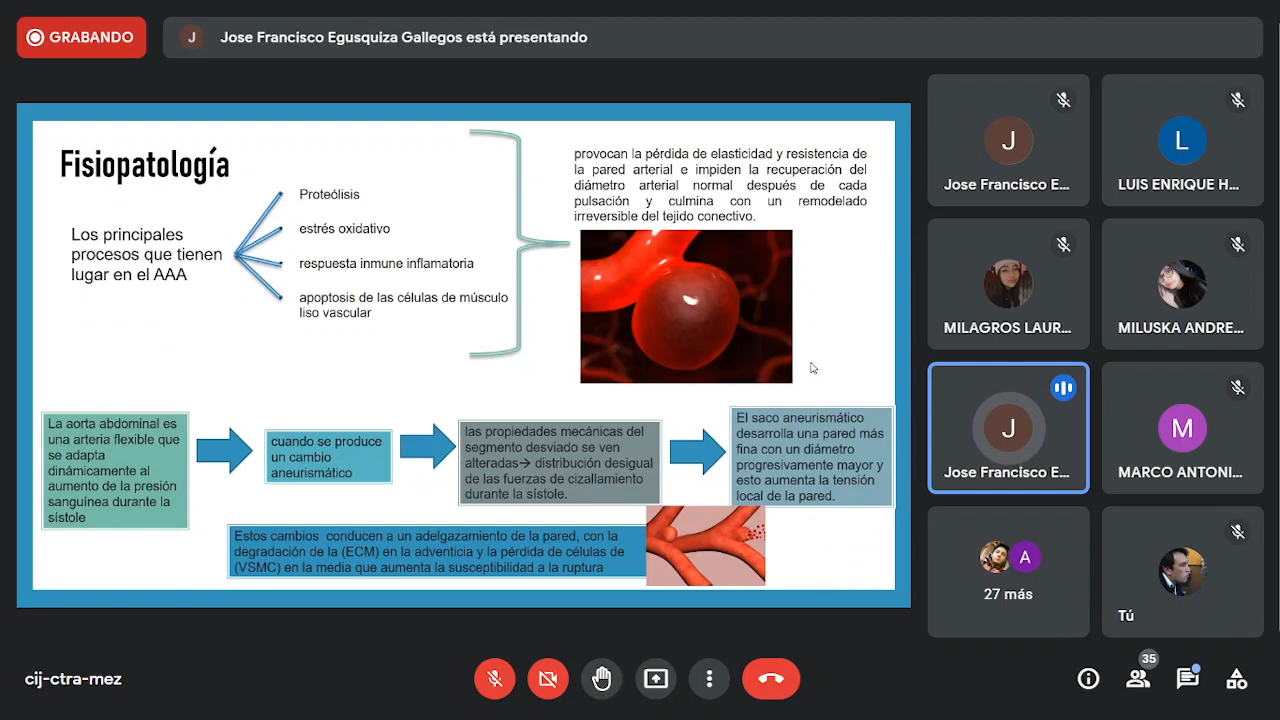 GRABANDO
J
Jose Francisco Egusquiza Gallegos está presentando
Fisiopatología
Los principales
procesos que tienen
lugar en el AAA
Proteólisis
estrés oxidativo
respuesta inmune inflamatoria
apoptosis de las células de músculo
liso vascular
provocan la pérdida de elasticidad y resistencia de
la pared arterial e impiden la recuperación del
diámetro arterial normal después de cada
pulsación y culmina con un remodelado
irreversible del tejido conectivo.
La aorta abdominal es
una arteria flexible que
se adapta
dinámicamente al
aumento de la presión
sanguínea durante la
sístole
cuando se produce
un cambio
aneurismático
las propiedades mecánicas del
segmento desviado se ven
alteradas→ distribución desigual
de las fuerzas de cizallamiento
durante la sístole.
El saco aneurismático
desarrolla una pared más
fina con un diámetro
progresivamente mayor y
esto aumenta la tensión
local de la pared.
Estos cambios conducen a un adelgazamiento de la pared, con la
degradación de la (ECM) en la adventicia y la pérdida de células de
(VSMC) en la media que aumenta la susceptibilidad a la ruptura
J
Jose Francisco E...
L
LUIS ENRIQUE H...
MILAGROS LAUR...
MILUSKA ANDRE...
J
Jose Francisco E...
M
MARCO ANTONI...
A
27 más
Tú
cij-ctra-mez
35